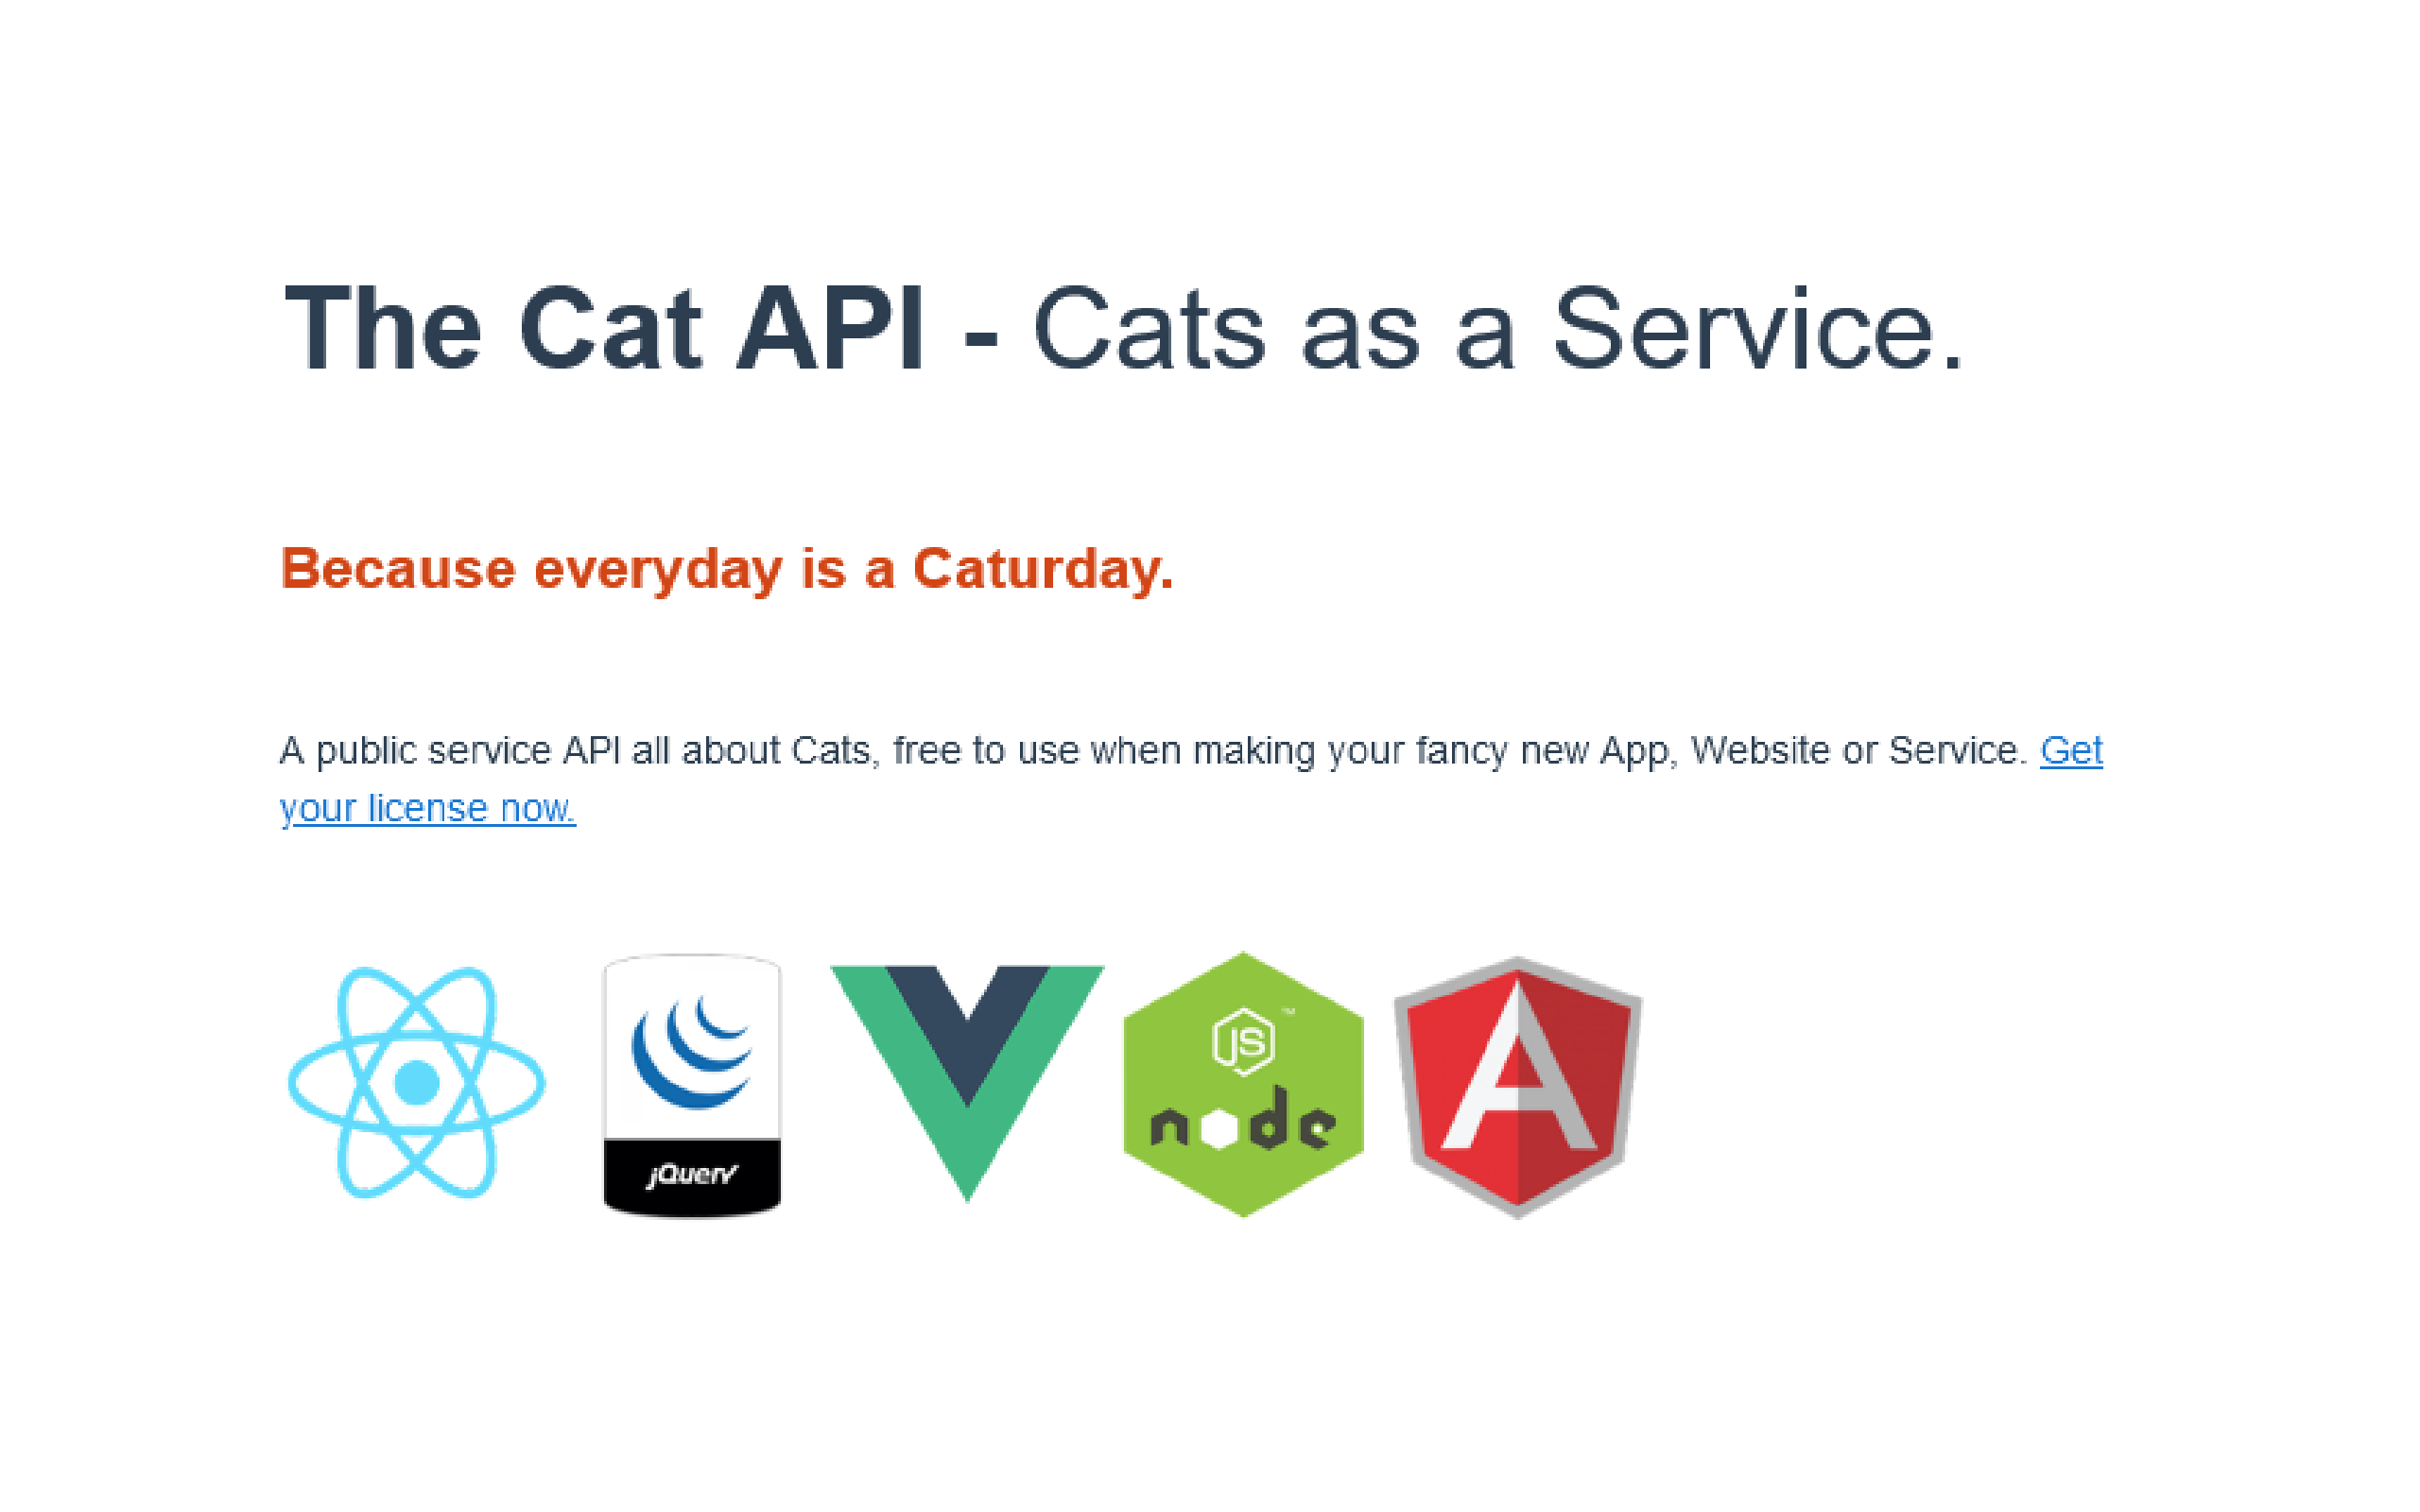 The Cat API - Cats as a Service.
Because everyday is a Caturday.
A public service API all about Cats, free to use when making your fancy new App, Website or Service. Get
your license now.
JS™
jQuery
node
A